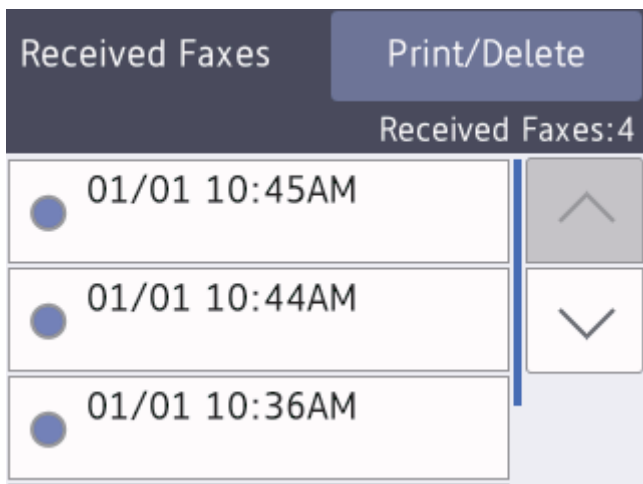 Received Faxes
Print/Delete
Received Faxes:4
01/01 10:45AM
01/01 10:44AM
01/01 10:36AM